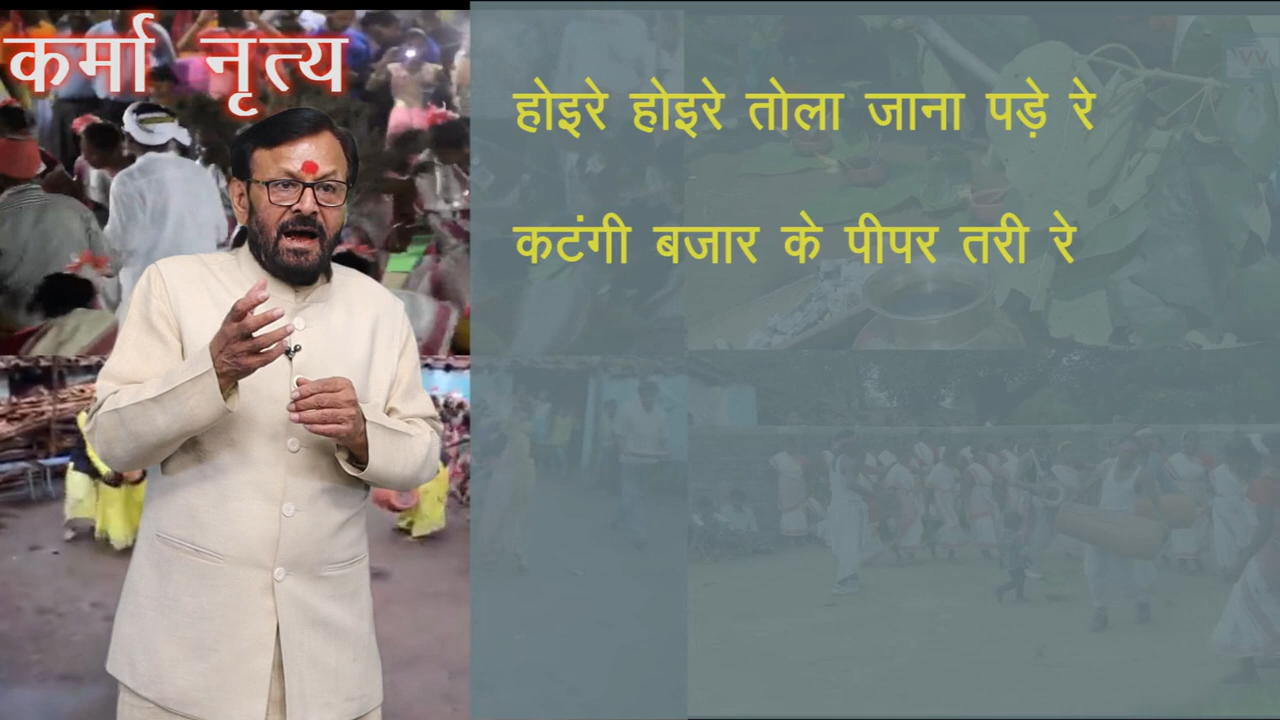 कर्मा नृत्य
होइरे होइरे तोला जाना पड़े रे
कटंगी बजार के पीपर तरी रे